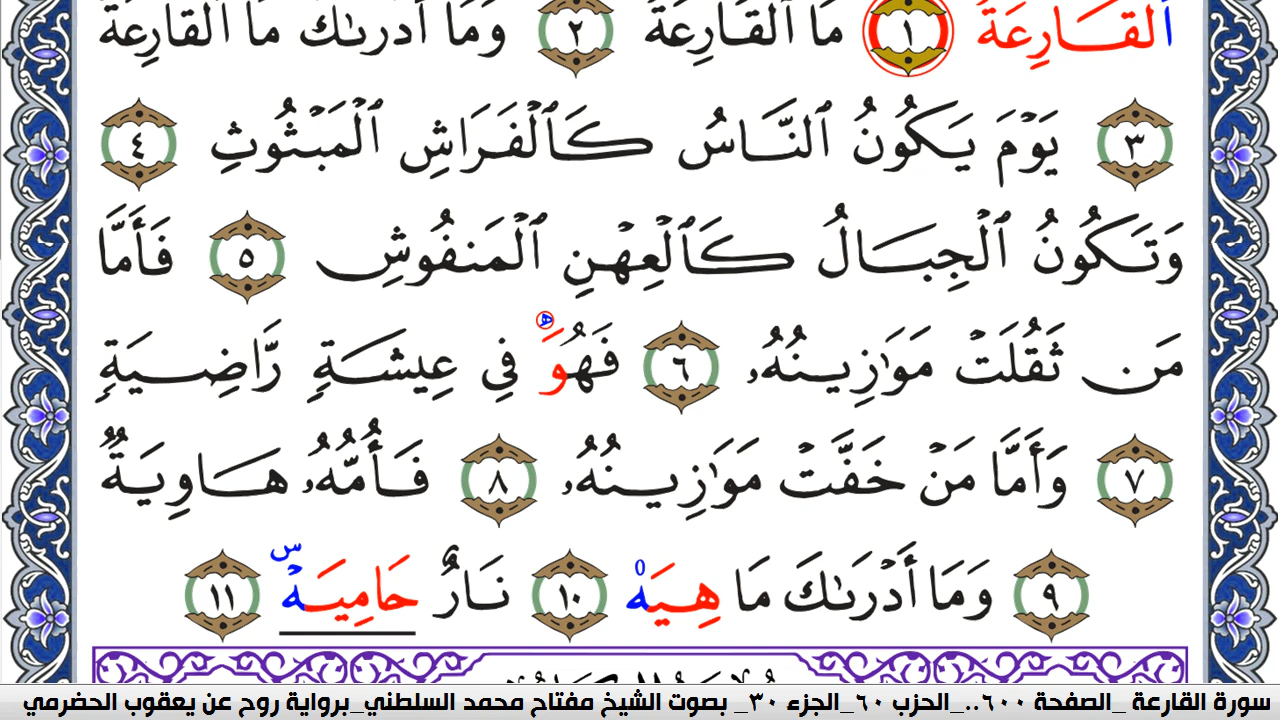 ٱلۡقَارِعَةُ ١ مَا ٱلۡقَارِعَةُ ٢ وَمَآ أَدۡرَىٰكَ مَا ٱلۡقَارِعَةُ
٣ يَوۡمَ يَكُونُ ٱلنَّاسُ كَٱلۡفَرَاشِ ٱلۡمَبۡثُوثِ ٤
وَتَكُونُ ٱلۡجِبَالُ كَٱلۡعِهۡنِ ٱلۡمَنفُوشِ ٥ فَأَمَّا
مَن ثَقُلَتۡ مَوَٰزِينُهُۥ ٦ فَهُوَ ه فِي عِيشَةٖ رَّاضِيَةٖ
٧ وَأَمَّا مَنۡ خَفَّتۡ مَوَٰزِينُهُۥ ٨ فَأُمُّهُۥ هَاوِيَةٞ
٩ وَمَآ أَدۡرَىٰكَ مَا هِيَهۡ ١٠ نَارٌ حَامِيَةۢ س ١١
سورة القارعة _الصفحة ٦٠٠.._الحزب ٦٠_الجزء ٣٠_ بصوت الشيخ مفتاح محمد السلطني_برواية روح عن يعقوب الحضرمي